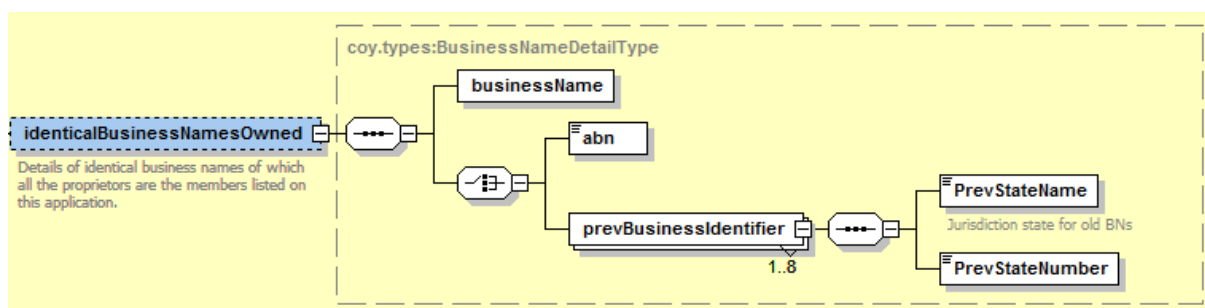 coy.types:BusinessNameDetailType
businessName
identicalBusinessNamesOwned
abn
Details of identical business names of which
all the proprietors are the members listed on
this application.
PrevStateName
Jurisdiction state for old BNs
prevBusinessIdentifier
1..8
PrevStateNumber